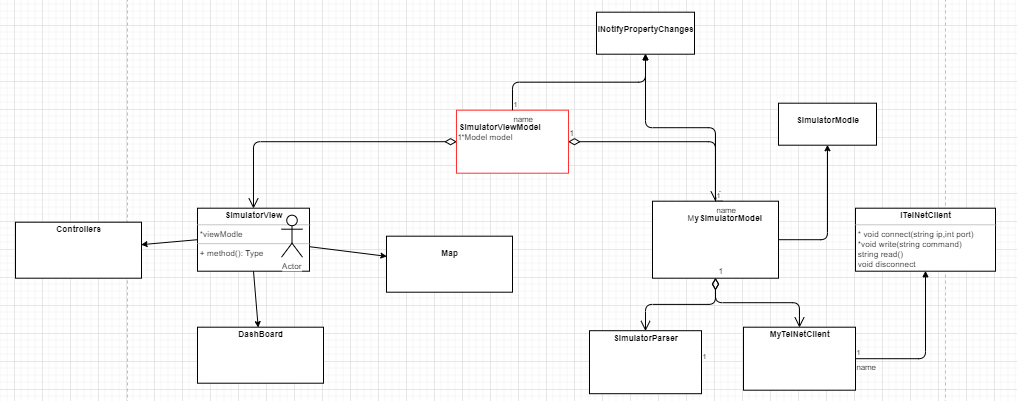 INotifyPropertyChanges
1
name
SimulatorViewModel
1*Model model
1
SimulatorModle
1
name
My SimulatorModel
1
SimulatorView
*viewModle
+ method(): Type
Actor
Controllers
Map
DashBoard
ITelNetClient
* void connect(string ip,int port)
*void write(string command)
string read()
void disconnect
SimulatorParser
1
MyTelNetClient
1
name